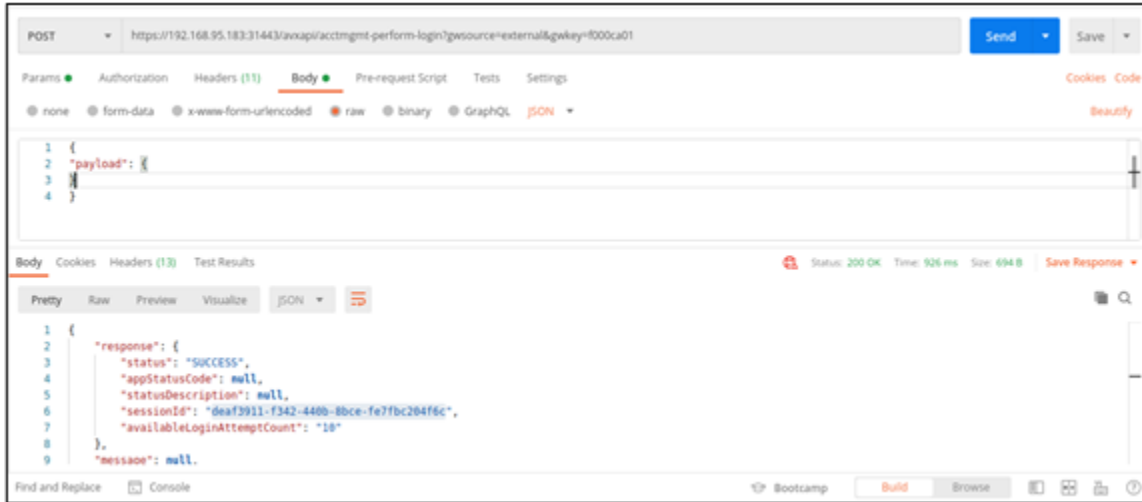 POST https://192.168.95.183:31443/avxapi/acctmgmt-perform-login?gwsource=external&gwkey=f000ca01 Send Save
Params Authorization Headers (11) Body Pre-request Script Tests Settings Cookies Code
none form-data x-www-form-urlencoded raw binary GraphQL JSON Beautify
1 {
2 "payload": {
3 }
4 }
Body Cookies Headers (13) Test Results Status: 200 OK Time: 926 ms Size: 694 B Save Response
Pretty Raw Preview Visualize JSON
1 {
2 "response": {
3 "status": "SUCCESS",
4 "appStatusCode": null,
5 "statusDescription": null,
6 "sessionId": "deaf3911-f342-440b-8bce-fe7fbc204f6c",
7 "availableLoginAttemptCount": "10"
8 },
9 "message": null,
Find and Replace Console Bootcamp Build Browse